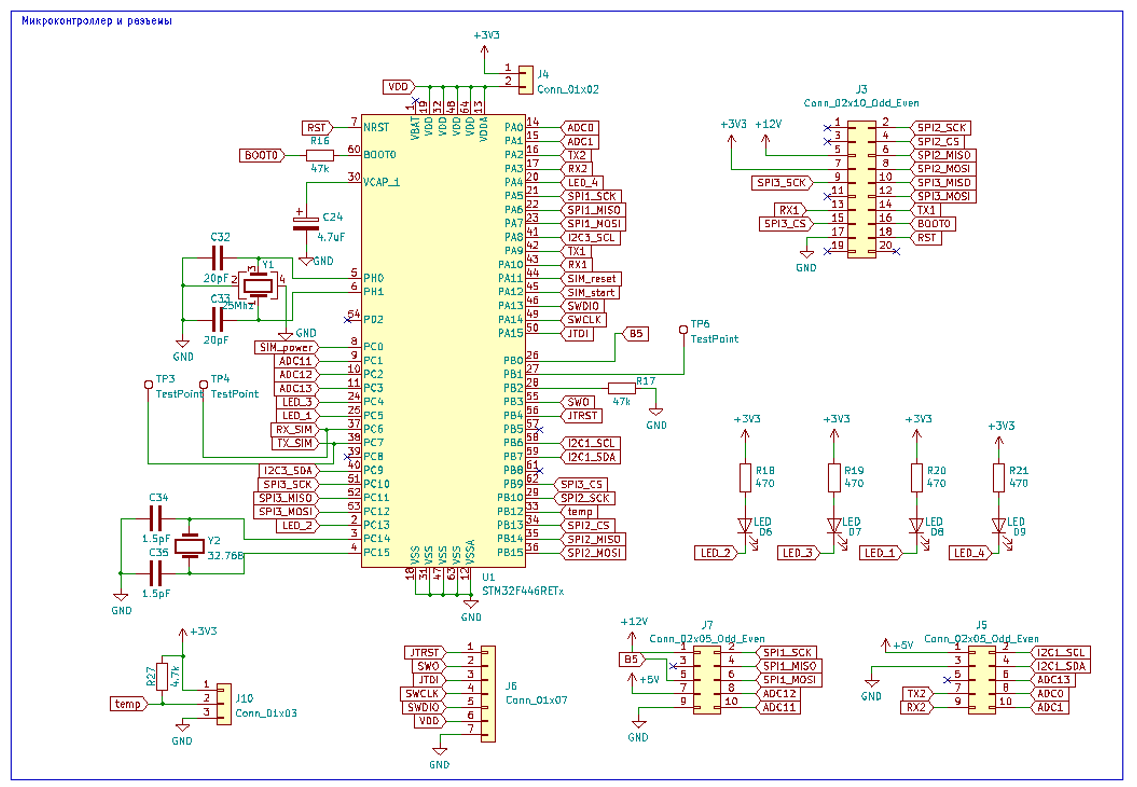 Микроконтроллер и разъемы
+3V3
1
2
J4
Conn_01x02
VDD
1
19
32
48
64
13
VBAT
VDD
VDD
VDD
VDD
VDDA
RST
7
NRST
R16
BOOT0
47k
60
BOOT0
30
VCAP_1
+
C24
4.7uF
GND
C32
20pF
Y1
3
2
4
C33
25Mhz
20pF
GND
GND
5
PH0
6
PH1
54
PD2
SIM_power
8
PC0
ADC11
9
PC1
ADC12
10
PC2
ADC13
11
PC3
LED_3
24
PC4
LED_1
25
PC5
RX_SIM
37
PC6
TX_SIM
38
PC7
39
PC8
I2C3_SDA
40
PC9
SPI3_SCK
51
PC10
SPI3_MISO
52
PC11
SPI3_MOSI
53
PC12
LED_2
2
PC13
3
PC14
4
PC15
TP3
TestPoint
TP4
TestPoint
C34
1.5pF
C35
1.5pF
Y2
32.768
GND
14
PA0
ADC0
15
PA1
ADC1
16
PA2
TX2
17
PA3
RX2
20
PA4
LED_4
21
PA5
SPI1_SCK
22
PA6
SPI1_MISO
23
PA7
SPI1_MOSI
41
PA8
I2C3_SCL
42
PA9
TX1
43
PA10
RX1
44
PA11
SIM_reset
45
PA12
SIM_start
46
PA13
SWDIO
49
PA14
SWCLK
50
PA15
JTDI
26
PB0
B5
27
PB1
TP6
TestPoint
28
PB2
R17
47k
GND
55
PB3
SWO
56
PB4
JTRST
57
PB5
58
PB6
I2C1_SCL
59
PB7
I2C1_SDA
61
PB8
62
PB9
SPI3_CS
29
PB10
SPI2_SCK
33
PB12
temp
34
PB13
SPI2_CS
35
PB14
SPI2_MISO
36
PB15
SPI2_MOSI
VSS
VSS
VSS
VSS
VSSA
18
31
47
63
12
U1
STM32F446RETx
GND
J3
Conn_02x10_Odd_Even
+3V3
+12V
1
2
SPI2_SCK
3
4
SPI2_CS
5
6
SPI2_MISO
7
8
SPI2_MOSI
SPI3_SCK
9
10
SPI3_MISO
11
12
SPI3_MOSI
RX1
13
14
TX1
SPI3_CS
15
16
BOOT0
17
18
RST
19
20
GND
+3V3
+3V3
+3V3
+3V3
R18
470
R19
470
R20
470
R21
470
LED
D6
LED
D7
LED
D8
LED
D9
LED_2
LED_3
LED_1
LED_4
+3V3
R27
4.7k
temp
1
2
3
J10
Conn_01x03
GND
JTRST
1
SWO
2
JTDI
3
SWCLK
4
SWDIO
5
VDD
6
7
J6
Conn_01x07
GND
+12V
J7
Conn_02x05_Odd_Even
B5
+5V
1
2
SPI1_SCK
3
4
SPI1_MISO
5
6
SPI1_MOSI
7
8
ADC12
9
10
ADC11
GND
J5
Conn_02x05_Odd_Even
+5V
1
2
I2C1_SCL
3
4
I2C1_SDA
5
6
ADC13
TX2
7
8
ADC0
RX2
9
10
ADC1
GND